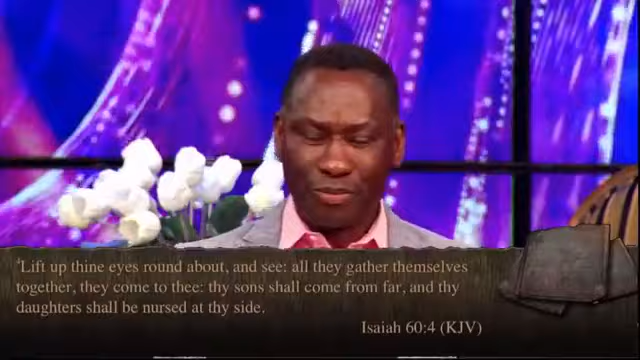 ⁴Lift up thine eyes round about, and see: all they gather themselves
together, they come to thee: thy sons shall come from far, and thy
daughters shall be nursed at thy side.
Isaiah 60:4 (KJV)